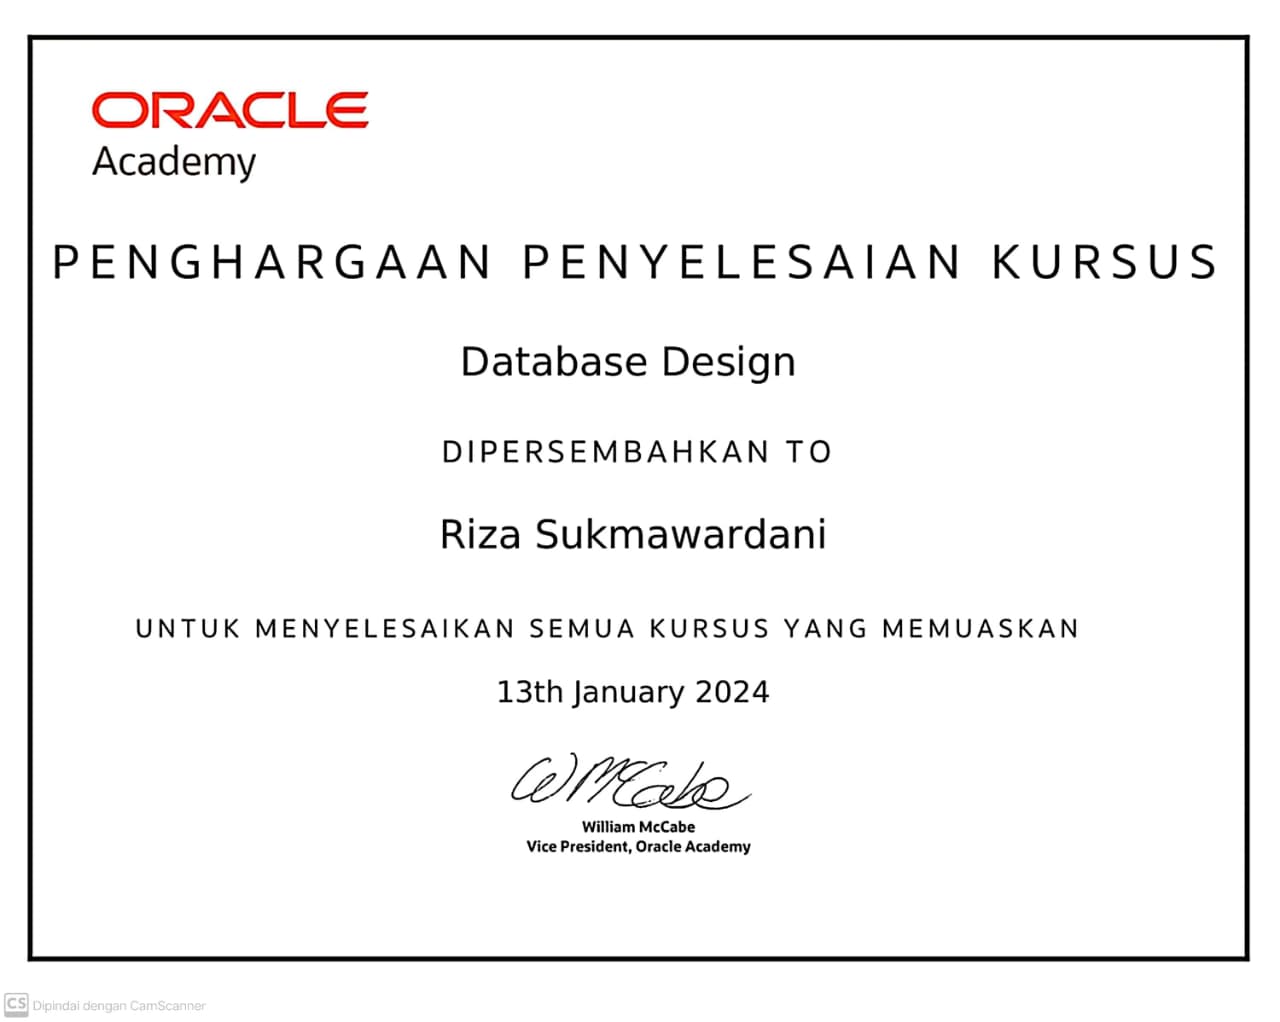 ORACLE
Academy
PENGHARGAAN PENYELESAIAN KURSUS
Database Design
DIPERSEMBAHKAN TO
Riza Sukmawardani
UNTUK MENYELESAIKAN SEMUA KURSUS YANG MEMUASKAN
13th January 2024
WMcCabe
William McCabe
Vice President, Oracle Academy
CS Dipindai dengan CamScanner